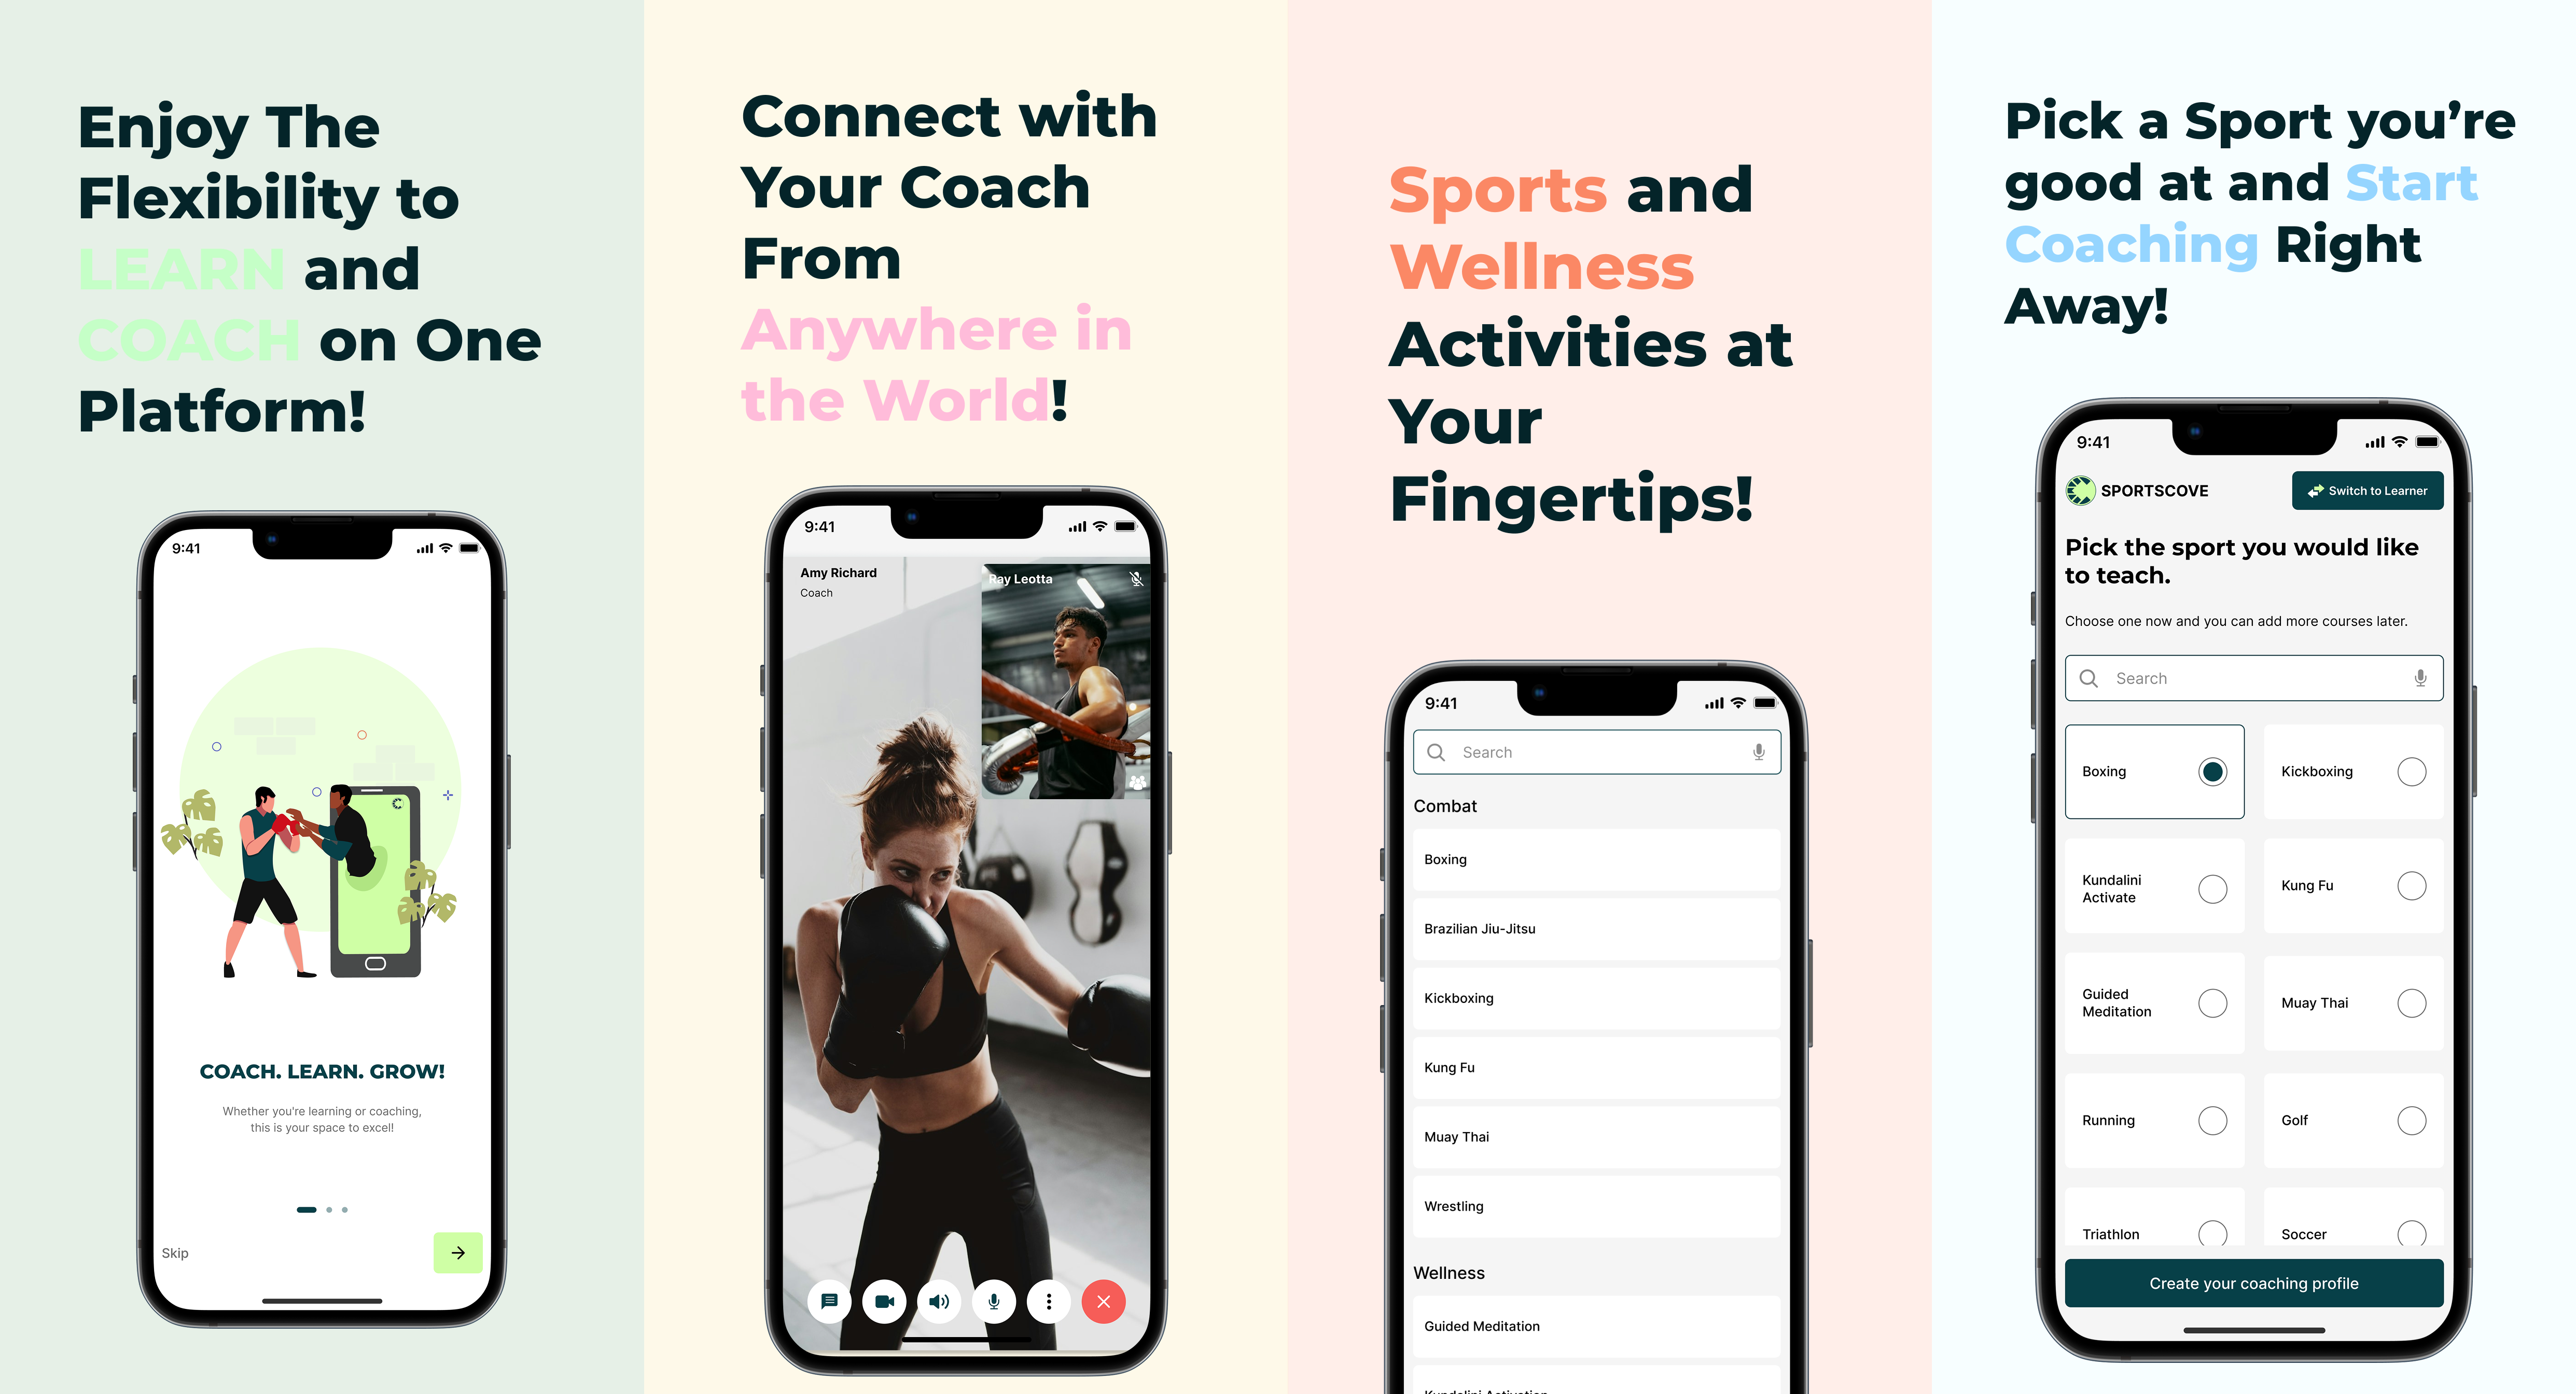 Enjoy The
Flexibility to
LEARN and
COACH on One
Platform!
9:41
COACH. LEARN. GROW!
Whether you're learning or coaching,
this is your space to excel!
Skip
Connect with
Your Coach
From
Anywhere in
the World!
9:41
Amy Richard
Coach
Ray Leotta
Sports and
Wellness
Activities at
Your
Fingertips!
9:41
Search
Combat
Boxing
Brazilian Jiu-Jitsu
Kickboxing
Kung Fu
Muay Thai
Wrestling
Wellness
Guided Meditation
Kundalini Activation
Pick a Sport you’re
good at and Start
Coaching Right
Away!
9:41
SPORTSCOVE
Switch to Learner
Pick the sport you would like
to teach.
Choose one now and you can add more courses later.
Search
Boxing
Kickboxing
Kundalini
Activate
Kung Fu
Guided
Meditation
Muay Thai
Running
Golf
Triathlon
Soccer
Create your coaching profile